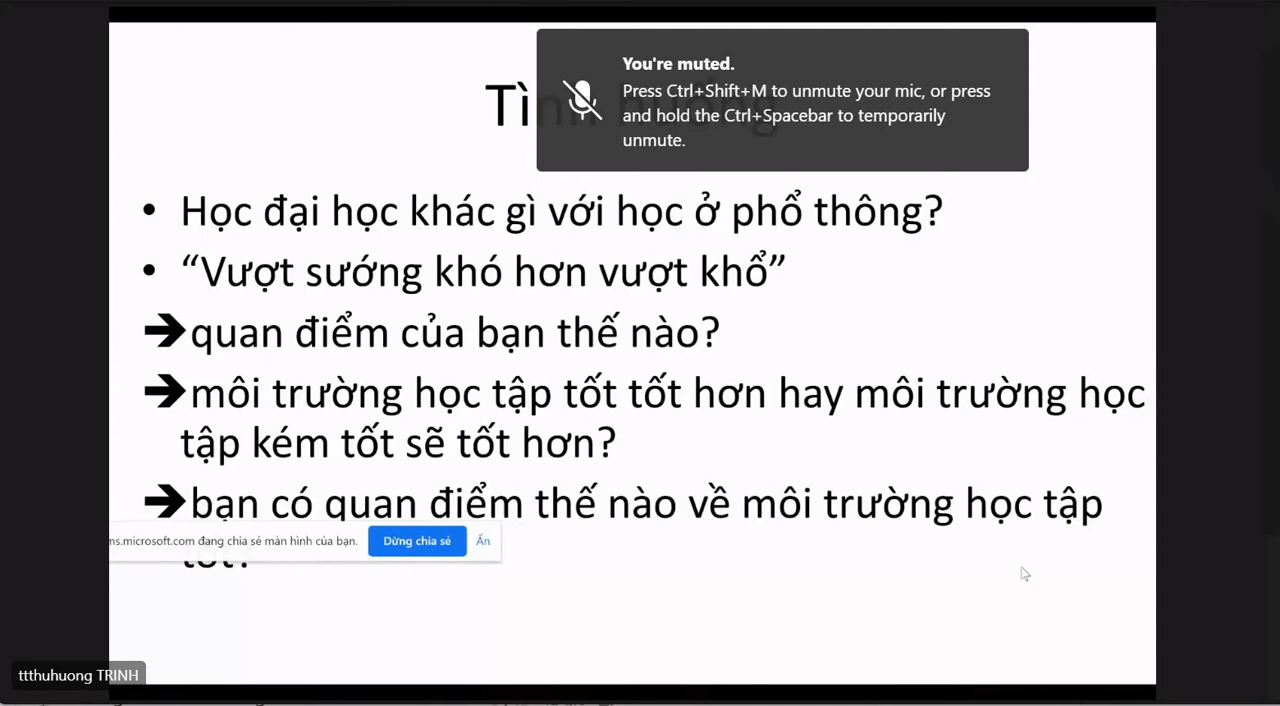 You're muted.
Press Ctrl+Shift+M to unmute your mic, or press
and hold the Ctrl+Spacebar to temporarily
unmute.
Tình huống
• Học đại học khác gì với học ở phổ thông?
• “Vượt sướng khó hơn vượt khổ”
➔quan điểm của bạn thế nào?
➔môi trường học tập tốt tốt hơn hay môi trường học
tập kém tốt sẽ tốt hơn?
➔bạn có quan điểm thế nào về môi trường học tập
tốt?
ms.microsoft.com đang chia sẻ màn hình của bạn. Dừng chia sẻ Ẩn
ttthuhuong TRINH